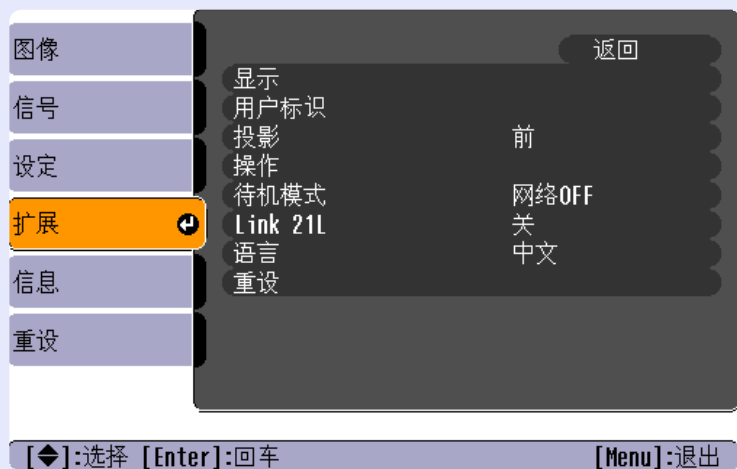 图像
信号
设定
扩展
信息
重设
返回
显示
用户标识
投影 前
操作
待机模式 网络OFF
Link 21L 关
语言 中文
重设
[◆]:选择 [Enter]:回车 [Menu]:退出